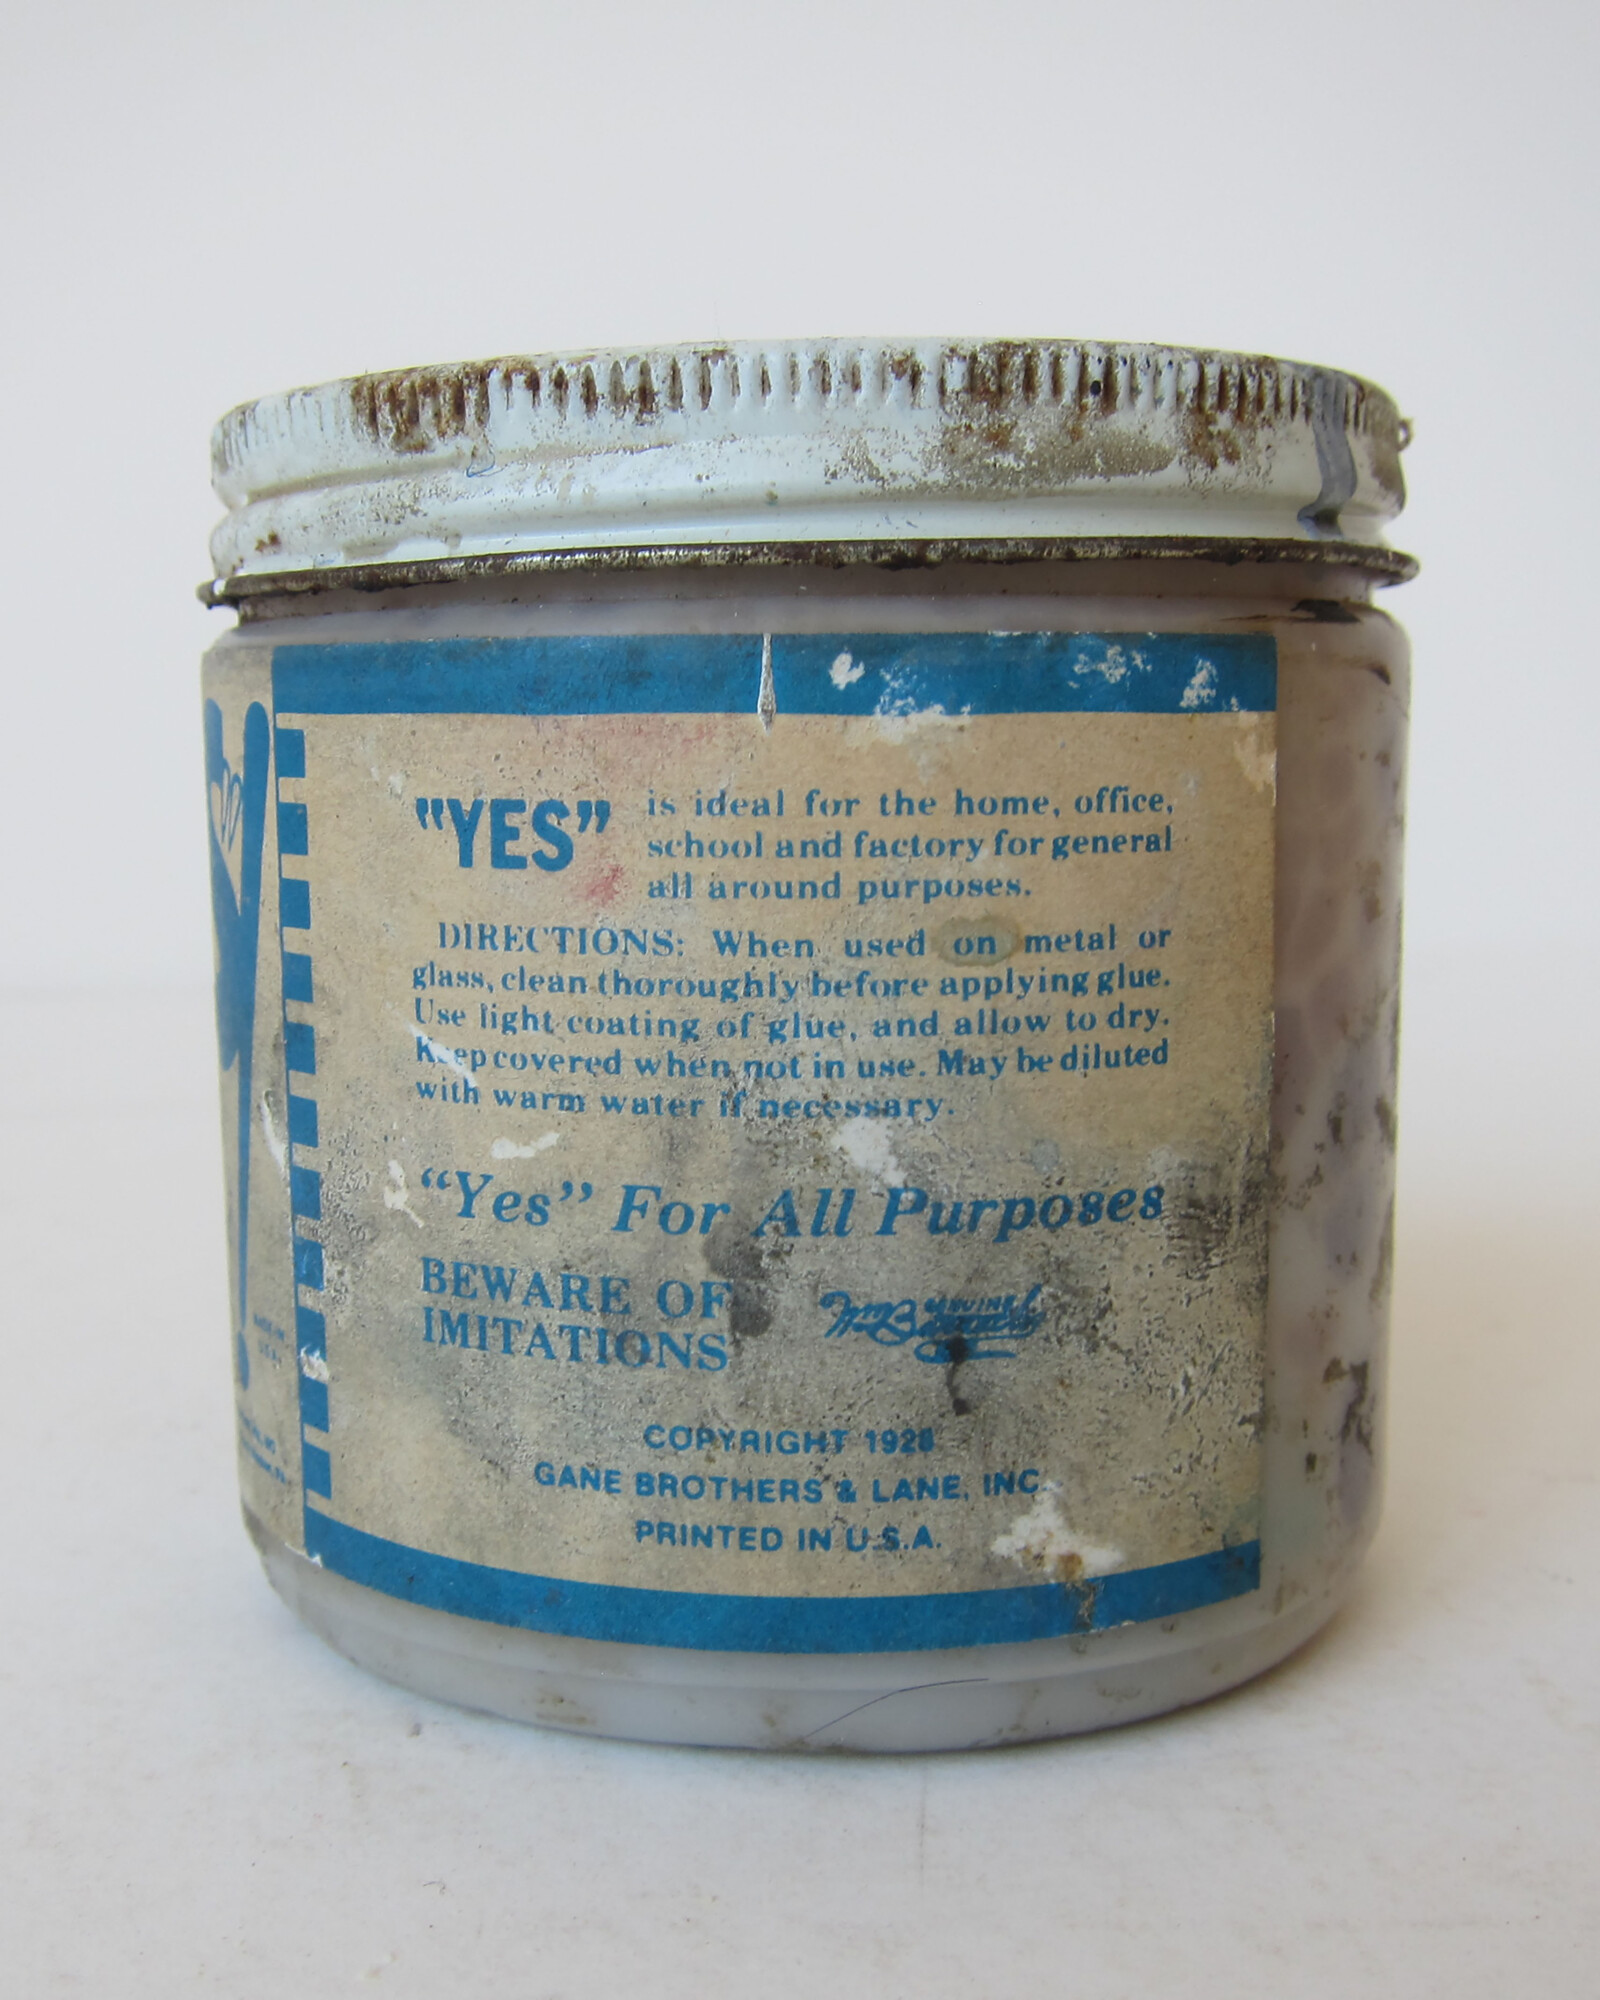 "YES" is ideal for the home, office,
school and factory for general
all around purposes.
DIRECTIONS: When used on metal or
glass, clean thoroughly before applying glue.
Use light coating of glue, and allow to dry.
Keep covered when not in use. May be diluted
with warm water if necessary.
"Yes" For All Purposes
BEWARE OF
IMITATIONS
COPYRIGHT 1928
GANE BROTHERS & LANE, INC.
PRINTED IN U.S.A.
MADE IN
U.S.A.